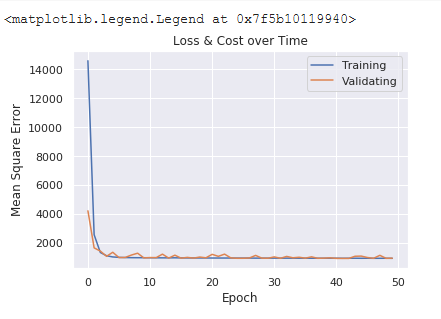 <matplotlib.legend.Legend at 0x7f5b10119940>
Loss & Cost over Time
Training
Validating
Mean Square Error
14000
12000
10000
8000
6000
4000
2000
0
10
20
30
40
50
Epoch